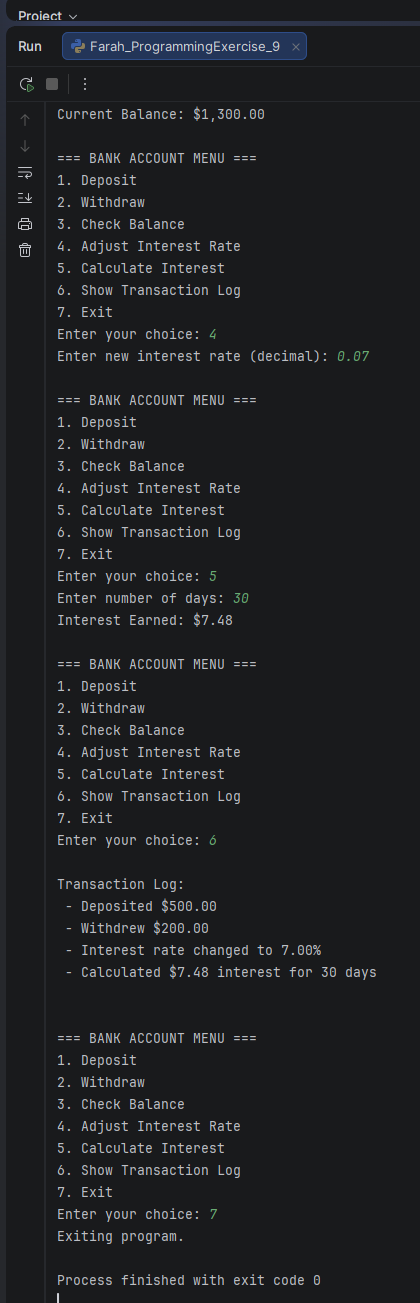 Project
Run Farah_ProgrammingExercise_9
Current Balance: $1,300.00
=== BANK ACCOUNT MENU ===
1. Deposit
2. Withdraw
3. Check Balance
4. Adjust Interest Rate
5. Calculate Interest
6. Show Transaction Log
7. Exit
Enter your choice: 4
Enter new interest rate (decimal): 0.07
=== BANK ACCOUNT MENU ===
1. Deposit
2. Withdraw
3. Check Balance
4. Adjust Interest Rate
5. Calculate Interest
6. Show Transaction Log
7. Exit
Enter your choice: 5
Enter number of days: 30
Interest Earned: $7.48
=== BANK ACCOUNT MENU ===
1. Deposit
2. Withdraw
3. Check Balance
4. Adjust Interest Rate
5. Calculate Interest
6. Show Transaction Log
7. Exit
Enter your choice: 6
Transaction Log:
- Deposited $500.00
- Withdrew $200.00
- Interest rate changed to 7.00%
- Calculated $7.48 interest for 30 days
=== BANK ACCOUNT MENU ===
1. Deposit
2. Withdraw
3. Check Balance
4. Adjust Interest Rate
5. Calculate Interest
6. Show Transaction Log
7. Exit
Enter your choice: 7
Exiting program.
Process finished with exit code 0